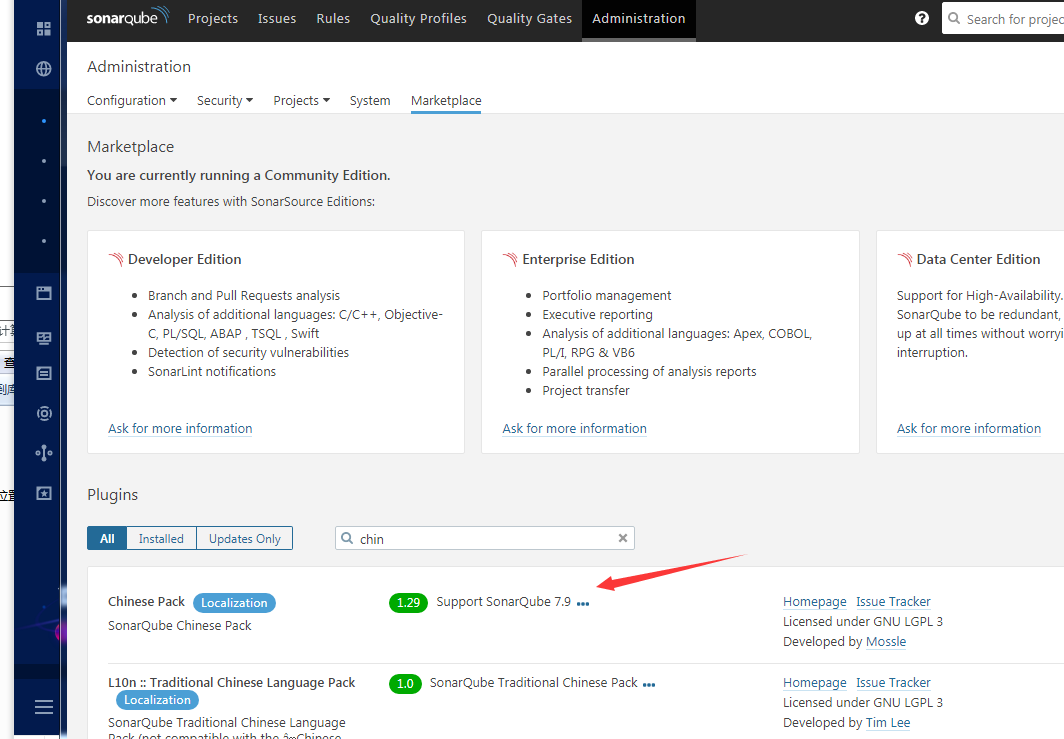 sonarqube Projects Issues Rules Quality Profiles Quality Gates Administration ? Search for projec
Administration
Configuration Security Projects System Marketplace
Marketplace
You are currently running a Community Edition.
Discover more features with SonarSource Editions:
Developer Edition
Branch and Pull Requests analysis
Analysis of additional languages: C/C++, Objective-
C, PL/SQL, ABAP , TSQL , Swift
Detection of security vulnerabilities
SonarLint notifications
Ask for more information
Enterprise Edition
Portfolio management
Executive reporting
Analysis of additional languages: Apex, COBOL,
PL/I, RPG & VB6
Parallel processing of analysis reports
Project transfer
Ask for more information
Data Center Edition
Support for High-Availability.
SonarQube to be redundant,
up at all times without worryi
interruption.
Ask for more information
计算
查
到库
位置
Plugins
All Installed Updates Only chin
Chinese Pack Localization
SonarQube Chinese Pack
1.29 Support SonarQube 7.9 •••
Homepage Issue Tracker
Licensed under GNU LGPL 3
Developed by Mossle
L10n :: Traditional Chinese Language Pack
Localization
SonarQube Traditional Chinese Language
Pack (not compatible with the â€œChinese
1.0 SonarQube Traditional Chinese Pack •••
Homepage Issue Tracker
Licensed under GNU LGPL 3
Developed by Tim Lee